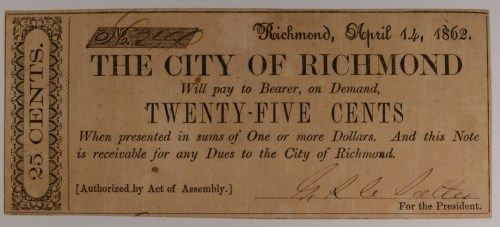 No.
Richmond, April 14, 1862.
THE CITY OF RICHMOND
Will pay to Bearer, on Demand,
TWENTY-FIVE CENTS
When presented in sums of One or more Dollars. And this Note
is receivable for any Dues to the City of Richmond.
[Authorized by Act of Assembly.]
For the President.
25 CENTS.